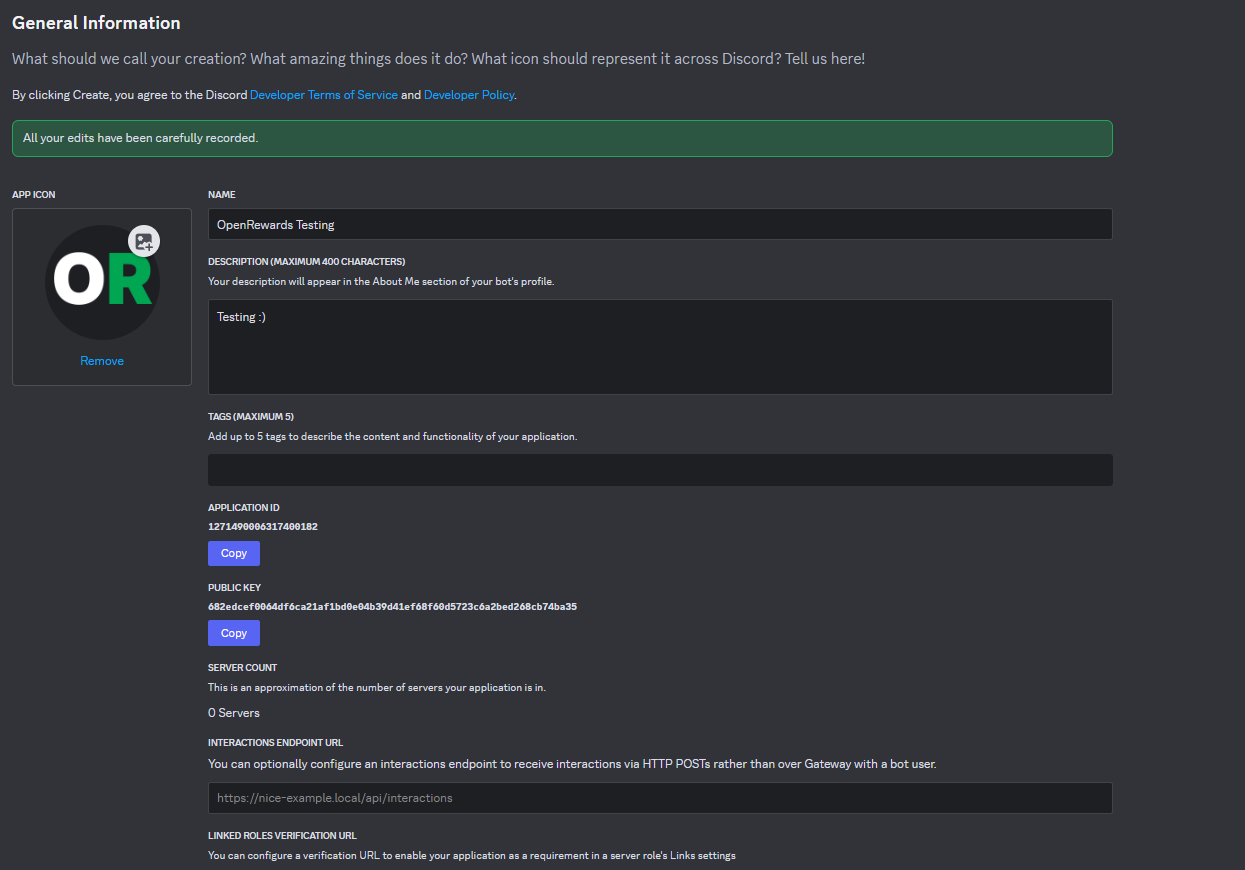 General Information
What should we call your creation? What amazing things does it do? What icon should represent it across Discord? Tell us here!
By clicking Create, you agree to the Discord Developer Terms of Service and Developer Policy.
All your edits have been carefully recorded.
APP ICON
OR
Remove
NAME
OpenRewards Testing
DESCRIPTION (MAXIMUM 400 CHARACTERS)
Your description will appear in the About Me section of your bot's profile.
Testing :)
TAGS (MAXIMUM 5)
Add up to 5 tags to describe the content and functionality of your application.
APPLICATION ID
1271490006317400182
Copy
PUBLIC KEY
682edcef0064df6ca21af1bd0e04b39d41ef68f60d5723c6a2bed268cb74ba35
Copy
SERVER COUNT
This is an approximation of the number of servers your application is in.
0 Servers
INTERACTIONS ENDPOINT URL
You can optionally configure an interactions endpoint to receive interactions via HTTP POSTs rather than over Gateway with a bot user.
https://nice-example.local/api/interactions
LINKED ROLES VERIFICATION URL
You can configure a verification URL to enable your application as a requirement in a server role's Links settings